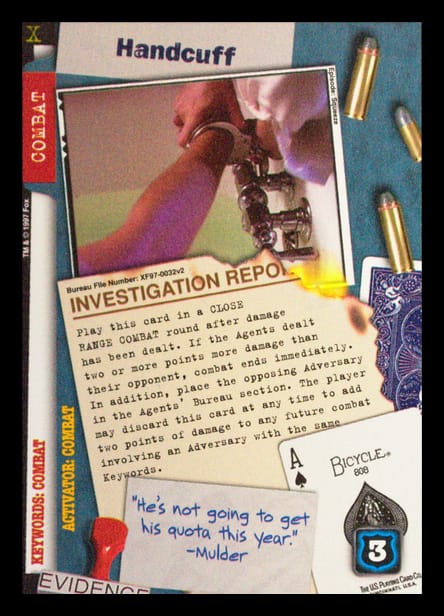 X
Handcuff
COMBAT
Episode: Squeeze
TM & © 1997 Fox
Bureau File Number: XF97-0032v2
INVESTIGATION REPO
Play this card in a CLOSE
RANGE COMBAT round after damage
has been dealt. If the Agents dealt
two or more points more damage than
their opponent, combat ends immediately.
In addition, place the opposing Adversary
in the Agents' Bureau section. The player
may discard this card at any time to add
two points of damage to any future combat
involving an Adversary with the same
Keywords.
KEYWORDS: COMBAT
ACTIVATOR: COMBAT
"He's not going to get
his quota this year."
-Mulder
A
BICYCLE®
808
3
THE U.S. PLAYING CARD CO.
CINCINNATI, U.S.A.
EVIDENCE